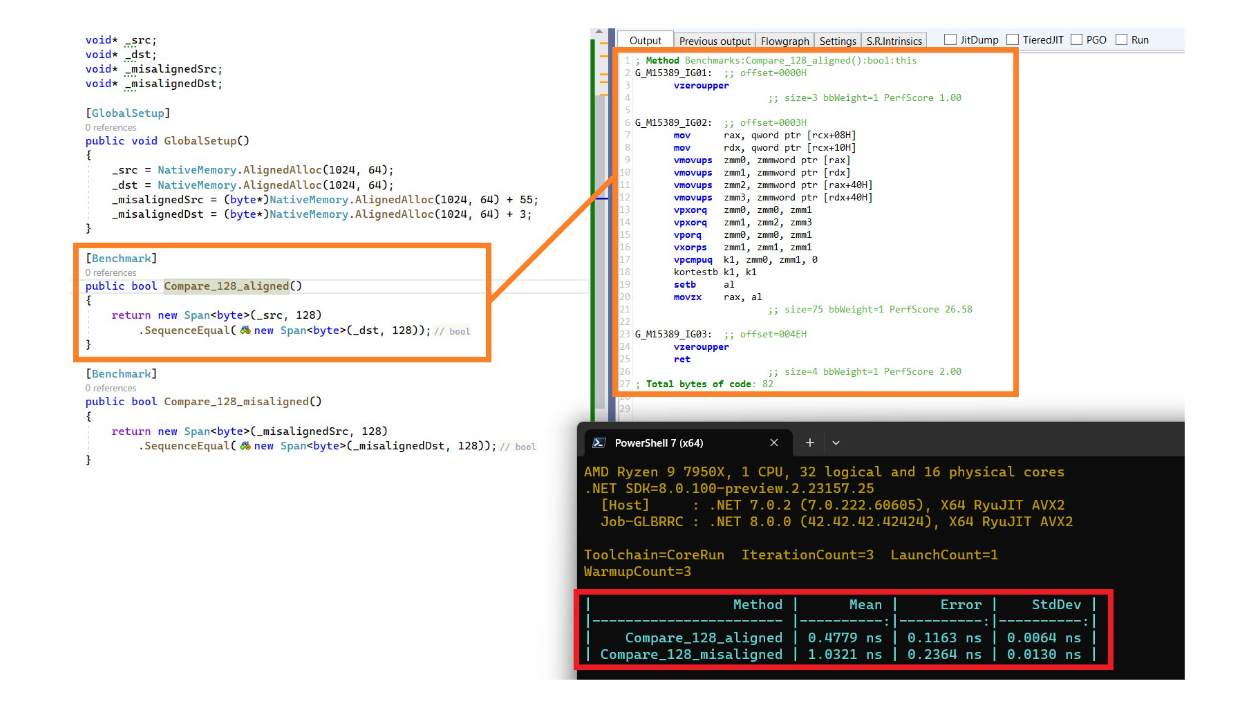 void* _src;
void* _dst;
void* _misalignedSrc;
void* _misalignedDst;
[GlobalSetup]
0 references
public void GlobalSetup()
{
_src = NativeMemory.AlignedAlloc(1024, 64);
_dst = NativeMemory.AlignedAlloc(1024, 64);
_misalignedSrc = (byte*)NativeMemory.AlignedAlloc(1024, 64) + 55;
_misalignedDst = (byte*)NativeMemory.AlignedAlloc(1024, 64) + 3;
}
[Benchmark]
0 references
public bool Compare_128_aligned()
{
return new Span<byte>(_src, 128)
.SequenceEqual(new Span<byte>(_dst, 128)); // bool
}
[Benchmark]
0 references
public bool Compare_128_misaligned()
{
return new Span<byte>(_misalignedSrc, 128)
.SequenceEqual(new Span<byte>(_misalignedDst, 128)); // bool
}
Output Previous output Flowgraph Settings S.R.Intrinsics JitDump TieredJIT PGO Run
1 ; Method Benchmarks:Compare_128_aligned():bool:this
2 G_M15389_IG01: ;; offset=0000H
3 vzeroupper
4 ;; size=3 bbWeight=1 PerfScore 1.00
5
6 G_M15389_IG02: ;; offset=0003H
7 mov rax, qword ptr [rcx+08H]
8 mov rdx, qword ptr [rcx+10H]
9 vmovups zmm0, zmmword ptr [rax]
10 vmovups zmm1, zmmword ptr [rdx]
11 vmovups zmm2, zmmword ptr [rax+40H]
12 vmovups zmm3, zmmword ptr [rdx+40H]
13 vpxorq zmm0, zmm0, zmm1
14 vpxorq zmm1, zmm2, zmm3
15 vporq zmm0, zmm0, zmm1
16 vxorps zmm1, zmm1, zmm1
17 vpcmpuq k1, zmm0, zmm1, 0
18 kortestb k1, k1
19 setb al
20 movzx rax, al
21 ;; size=75 bbWeight=1 PerfScore 26.58
22
23 G_M15389_IG03: ;; offset=004EH
24 vzeroupper
25 ret
26 ;; size=4 bbWeight=1 PerfScore 2.00
27 ; Total bytes of code: 82
28
29
PowerShell 7 (x64)
AMD Ryzen 9 7950X, 1 CPU, 32 logical and 16 physical cores
.NET SDK=8.0.100-preview.2.23157.25
[Host] : .NET 7.0.2 (7.0.222.60605), X64 RyuJIT AVX2
Job-GLBRRC : .NET 8.0.0 (42.42.42.42424), X64 RyuJIT AVX2
Toolchain=CoreRun IterationCount=3 LaunchCount=1
WarmupCount=3
| Method | Mean | Error | StdDev |
|----------------------- |----------:|----------:|----------:|
| Compare_128_aligned | 0.4779 ns | 0.1163 ns | 0.0064 ns |
| Compare_128_misaligned | 1.0321 ns | 0.2364 ns | 0.0130 ns |